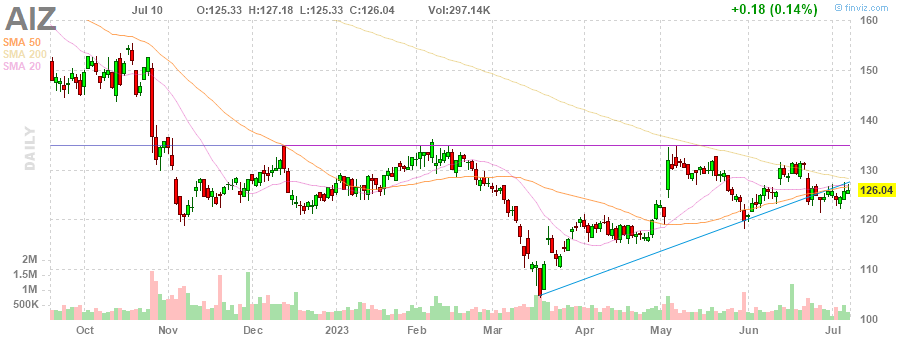 AIZ Jul 10 O:125.33 H:127.18 L:125.33 C:126.04 Vol:297.14K +0.18 (0.14%) © finviz.com
SMA 50
SMA 200
SMA 20
DAILY
160
150
140
130
126.04
120
110
100
2M
1.5M
1M
500K
Oct Nov Dec 2023 Feb Mar Apr May Jun Jul